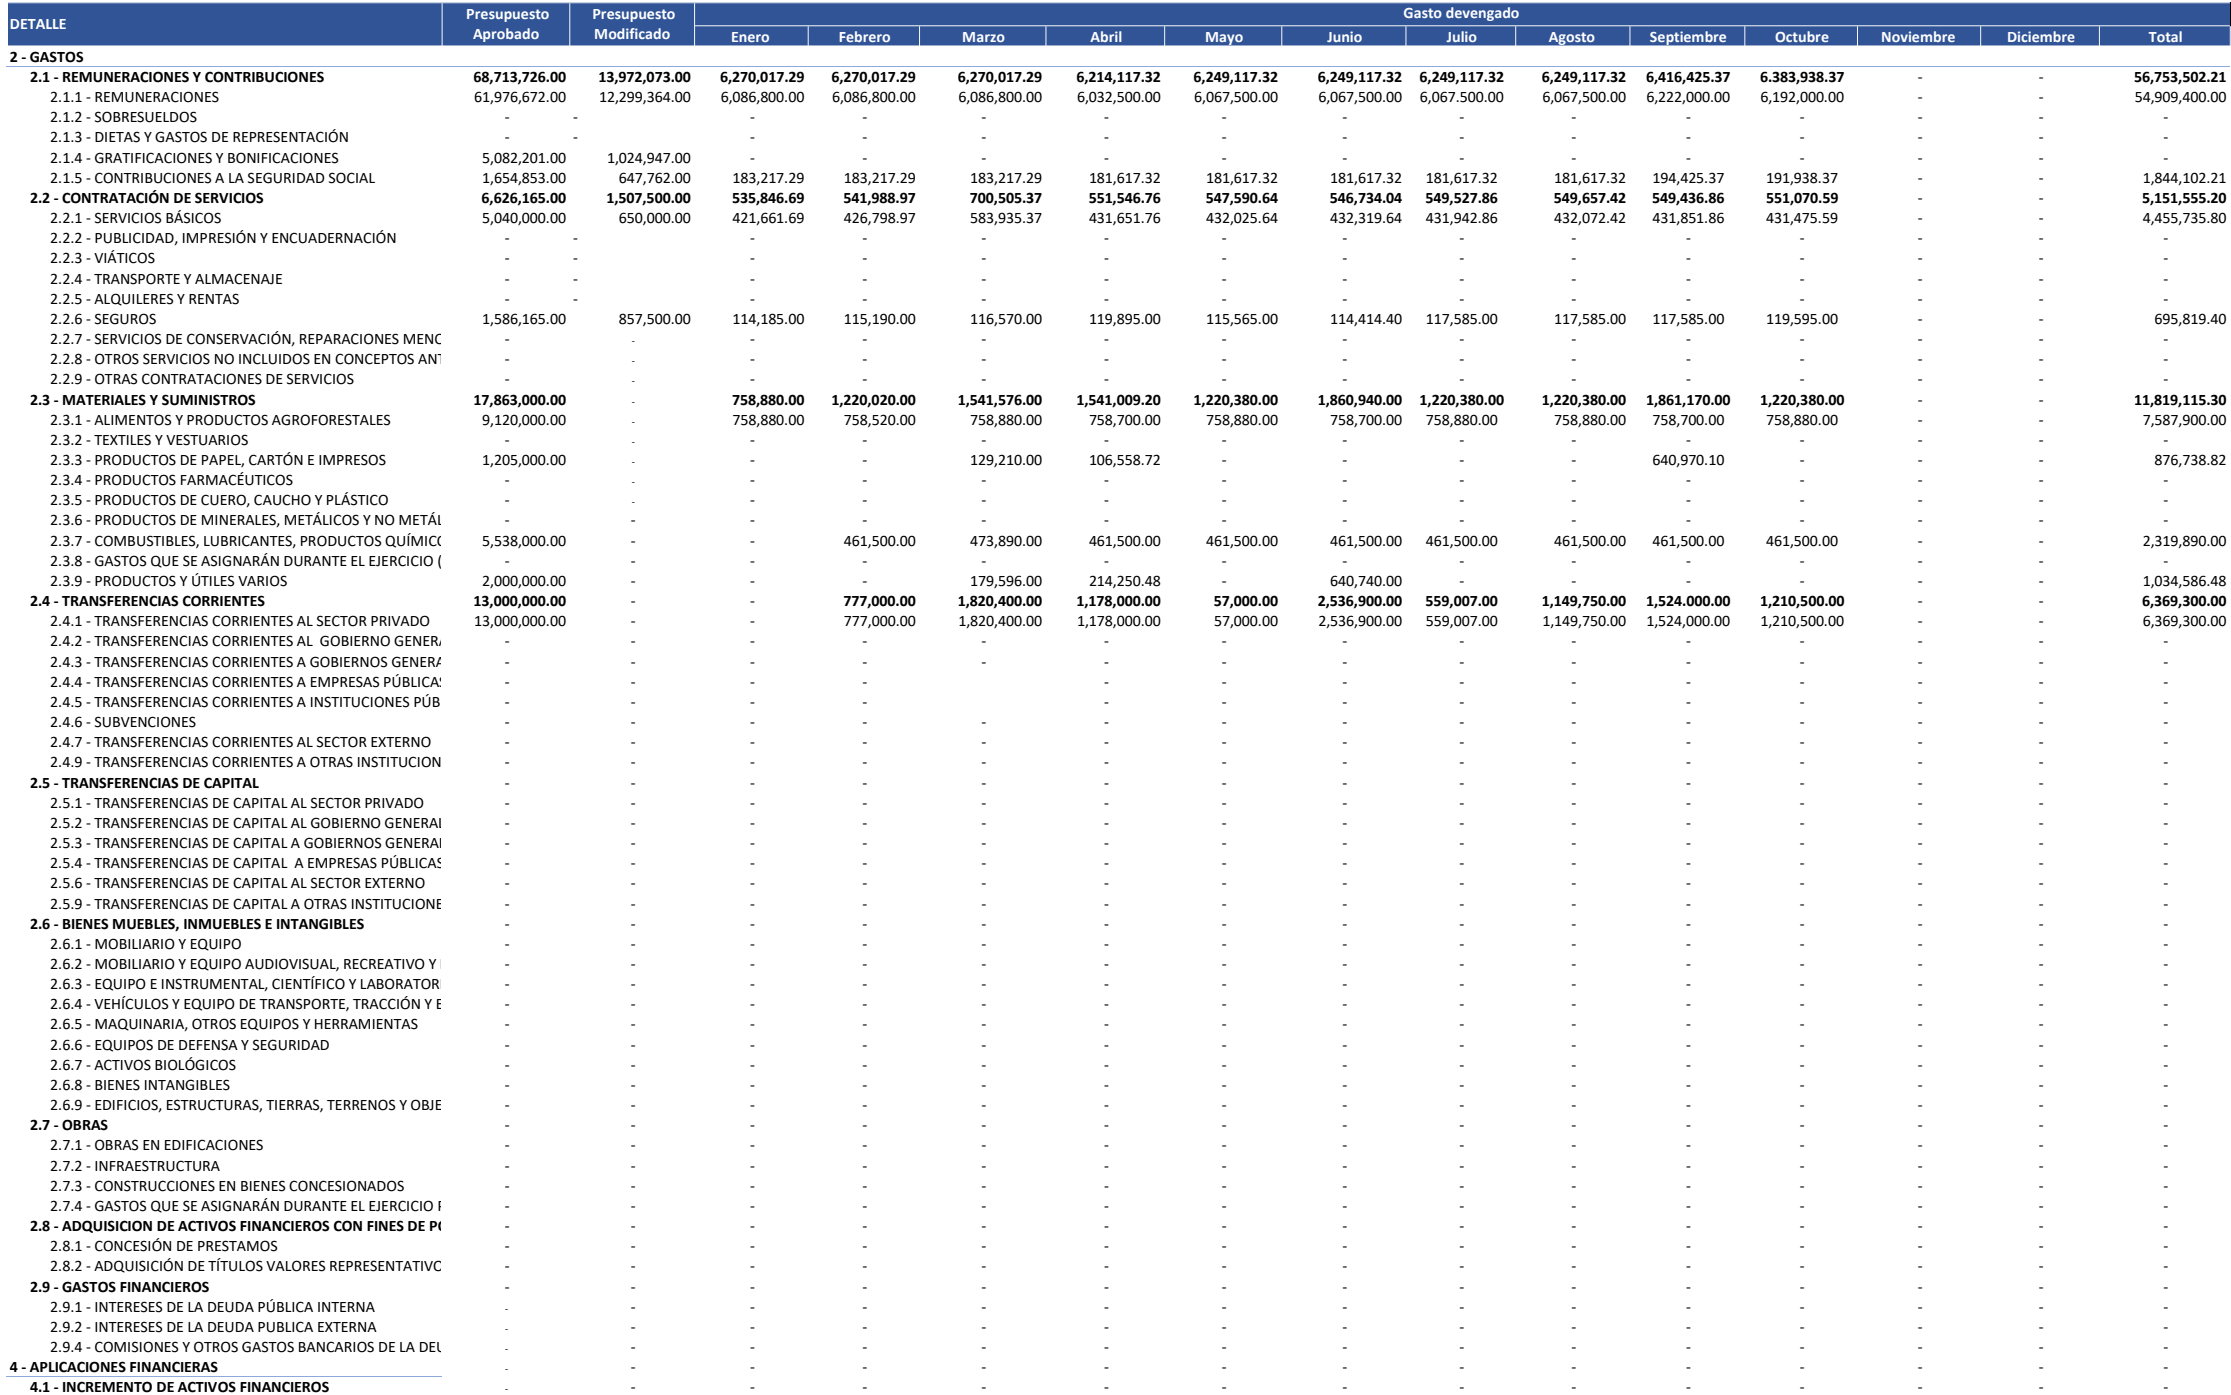 DETALLE Presupuesto Aprobado Presupuesto Modificado Gasto devengado
Enero Febrero Marzo Abril Mayo Junio Julio Agosto Septiembre Octubre Noviembre Diciembre Total
2 - GASTOS
2.1 - REMUNERACIONES Y CONTRIBUCIONES 68,713,726.00 13,972,073.00 6,270,017.29 6,270,017.29 6,270,017.29 6,214,117.32 6,249,117.32 6,249,117.32 6,249,117.32 6,249,117.32 6,416,425.37 6.383,938.37 - - 56,753,502.21
2.1.1 - REMUNERACIONES 61,976,672.00 12,299,364.00 6,086,800.00 6,086,800.00 6,086,800.00 6,032,500.00 6,067,500.00 6,067,500.00 6,067.500.00 6,067,500.00 6,222,000.00 6,192,000.00 - - 54,909,400.00
2.1.2 - SOBRESUELDOS - - - - - - - - - - - - - - -
2.1.3 - DIETAS Y GASTOS DE REPRESENTACIÓN - - - - - - - - - - - - - - -
2.1.4 - GRATIFICACIONES Y BONIFICACIONES 5,082,201.00 1,024,947.00 - - - - - - - - - - - - -
2.1.5 - CONTRIBUCIONES A LA SEGURIDAD SOCIAL 1,654,853.00 647,762.00 183,217.29 183,217.29 183,217.29 181,617.32 181,617.32 181,617.32 181,617.32 181,617.32 194,425.37 191,938.37 - - 1,844,102.21
2.2 - CONTRATACIÓN DE SERVICIOS 6,626,165.00 1,507,500.00 535,846.69 541,988.97 700,505.37 551,546.76 547,590.64 546,734.04 549,527.86 549,657.42 549,436.86 551,070.59 - - 5,151,555.20
2.2.1 - SERVICIOS BÁSICOS 5,040,000.00 650,000.00 421,661.69 426,798.97 583,935.37 431,651.76 432,025.64 432,319.64 431,942.86 432,072.42 431,851.86 431,475.59 - - 4,455,735.80
2.2.2 - PUBLICIDAD, IMPRESIÓN Y ENCUADERNACIÓN - - - - - - - - - - - - - - -
2.2.3 - VIÁTICOS - - - - - - - - - - - - - - -
2.2.4 - TRANSPORTE Y ALMACENAJE - - - - - - - - - - - - - - -
2.2.5 - ALQUILERES Y RENTAS - - - - - - - - - - - - - - -
2.2.6 - SEGUROS 1,586,165.00 857,500.00 114,185.00 115,190.00 116,570.00 119,895.00 115,565.00 114,414.40 117,585.00 117,585.00 117,585.00 119,595.00 - - 695,819.40
2.2.7 - SERVICIOS DE CONSERVACIÓN, REPARACIONES MENC - - - - - - - - - - - - - - -
2.2.8 - OTROS SERVICIOS NO INCLUIDOS EN CONCEPTOS ANT - - - - - - - - - - - - - - -
2.2.9 - OTRAS CONTRATACIONES DE SERVICIOS - - - - - - - - - - - - - - -
2.3 - MATERIALES Y SUMINISTROS 17,863,000.00 - 758,880.00 1,220,020.00 1,541,576.00 1,541,009.20 1,220,380.00 1,860,940.00 1,220,380.00 1,220,380.00 1,861,170.00 1,220,380.00 - - 11,819,115.30
2.3.1 - ALIMENTOS Y PRODUCTOS AGROFORESTALES 9,120,000.00 - 758,880.00 758,520.00 758,880.00 758,700.00 758,880.00 758,700.00 758,880.00 758,880.00 758,700.00 758,880.00 - - 7,587,900.00
2.3.2 - TEXTILES Y VESTUARIOS - - - - - - - - - - - - - - -
2.3.3 - PRODUCTOS DE PAPEL, CARTÓN E IMPRESOS 1,205,000.00 - - - 129,210.00 106,558.72 - - - - 640,970.10 - - - 876,738.82
2.3.4 - PRODUCTOS FARMACÉUTICOS - - - - - - - - - - - - - - -
2.3.5 - PRODUCTOS DE CUERO, CAUCHO Y PLÁSTICO - - - - - - - - - - - - - - -
2.3.6 - PRODUCTOS DE MINERALES, METÁLICOS Y NO METÁL - - - - - - - - - - - - - - -
2.3.7 - COMBUSTIBLES, LUBRICANTES, PRODUCTOS QUÍMICO 5,538,000.00 - - 461,500.00 473,890.00 461,500.00 461,500.00 461,500.00 461,500.00 461,500.00 461,500.00 461,500.00 - - 2,319,890.00
2.3.8 - GASTOS QUE SE ASIGNARÁN DURANTE EL EJERCICIO ( - - - - - - - - - - - - - - -
2.3.9 - PRODUCTOS Y ÚTILES VARIOS 2,000,000.00 - - - 179,596.00 214,250.48 - 640,740.00 - - - - - - 1,034,586.48
2.4 - TRANSFERENCIAS CORRIENTES 13,000,000.00 - - 777,000.00 1,820,400.00 1,178,000.00 57,000.00 2,536,900.00 559,007.00 1,149,750.00 1,524.000.00 1,210,500.00 - - 6,369,300.00
2.4.1 - TRANSFERENCIAS CORRIENTES AL SECTOR PRIVADO 13,000,000.00 - - 777,000.00 1,820,400.00 1,178,000.00 57,000.00 2,536,900.00 559,007.00 1,149,750.00 1,524,000.00 1,210,500.00 - - 6,369,300.00
2.4.2 - TRANSFERENCIAS CORRIENTES AL GOBIERNO GENERA - - - - - - - - - - - - - - -
2.4.3 - TRANSFERENCIAS CORRIENTES A GOBIERNOS GENERA - - - - - - - - - - - - - - -
2.4.4 - TRANSFERENCIAS CORRIENTES A EMPRESAS PÚBLICAS - - - - - - - - - - - - - -
2.4.5 - TRANSFERENCIAS CORRIENTES A INSTITUCIONES PÚB - - - - - - - - - - - - - -
2.4.6 - SUBVENCIONES - - - - - - - - - - - - - - -
2.4.7 - TRANSFERENCIAS CORRIENTES AL SECTOR EXTERNO - - - - - - - - - - - - - - -
2.4.9 - TRANSFERENCIAS CORRIENTES A OTRAS INSTITUCION - - - - - - - - - - - - - - -
2.5 - TRANSFERENCIAS DE CAPITAL - - - - - - - - - - - - - - -
2.5.1 - TRANSFERENCIAS DE CAPITAL AL SECTOR PRIVADO - - - - - - - - - - - - - - -
2.5.2 - TRANSFERENCIAS DE CAPITAL AL GOBIERNO GENERAL - - - - - - - - - - - - - - -
2.5.3 - TRANSFERENCIAS DE CAPITAL A GOBIERNOS GENERAL - - - - - - - - - - - - - - -
2.5.4 - TRANSFERENCIAS DE CAPITAL A EMPRESAS PÚBLICAS - - - - - - - - - - - - - - -
2.5.6 - TRANSFERENCIAS DE CAPITAL AL SECTOR EXTERNO - - - - - - - - - - - - - - -
2.5.9 - TRANSFERENCIAS DE CAPITAL A OTRAS INSTITUCIONE - - - - - - - - - - - - - - -
2.6 - BIENES MUEBLES, INMUEBLES E INTANGIBLES - - - - - - - - - - - - - - -
2.6.1 - MOBILIARIO Y EQUIPO - - - - - - - - - - - - - - -
2.6.2 - MOBILIARIO Y EQUIPO AUDIOVISUAL, RECREATIVO Y - - - - - - - - - - - - - - -
2.6.3 - EQUIPO E INSTRUMENTAL, CIENTÍFICO Y LABORATOR - - - - - - - - - - - - - - -
2.6.4 - VEHÍCULOS Y EQUIPO DE TRANSPORTE, TRACCIÓN Y E - - - - - - - - - - - - - - -
2.6.5 - MAQUINARIA, OTROS EQUIPOS Y HERRAMIENTAS - - - - - - - - - - - - - - -
2.6.6 - EQUIPOS DE DEFENSA Y SEGURIDAD - - - - - - - - - - - - - - -
2.6.7 - ACTIVOS BIOLÓGICOS - - - - - - - - - - - - - - -
2.6.8 - BIENES INTANGIBLES - - - - - - - - - - - - - - -
2.6.9 - EDIFICIOS, ESTRUCTURAS, TIERRAS, TERRENOS Y OBJE - - - - - - - - - - - - - - -
2.7 - OBRAS - - - - - - - - - - - - - - -
2.7.1 - OBRAS EN EDIFICACIONES - - - - - - - - - - - - - - -
2.7.2 - INFRAESTRUCTURA - - - - - - - - - - - - - - -
2.7.3 - CONSTRUCCIONES EN BIENES CONCESIONADOS - - - - - - - - - - - - - - -
2.7.4 - GASTOS QUE SE ASIGNARÁN DURANTE EL EJERCICIO P - - - - - - - - - - - - - - -
2.8 - ADQUISICION DE ACTIVOS FINANCIEROS CON FINES DE PO - - - - - - - - - - - - - - -
2.8.1 - CONCESIÓN DE PRESTAMOS - - - - - - - - - - - - - - -
2.8.2 - ADQUISICIÓN DE TÍTULOS VALORES REPRESENTATIVO - - - - - - - - - - - - - - -
2.9 - GASTOS FINANCIEROS - - - - - - - - - - - - - - -
2.9.1 - INTERESES DE LA DEUDA PÚBLICA INTERNA - - - - - - - - - - - - - - -
2.9.2 - INTERESES DE LA DEUDA PUBLICA EXTERNA - - - - - - - - - - - - - - -
2.9.4 - COMISIONES Y OTROS GASTOS BANCARIOS DE LA DEU - - - - - - - - - - - - - - -
4 - APLICACIONES FINANCIERAS - - - - - - - - - - - - - - -
4.1 - INCREMENTO DE ACTIVOS FINANCIEROS - - - - - - - - - - - - - - -